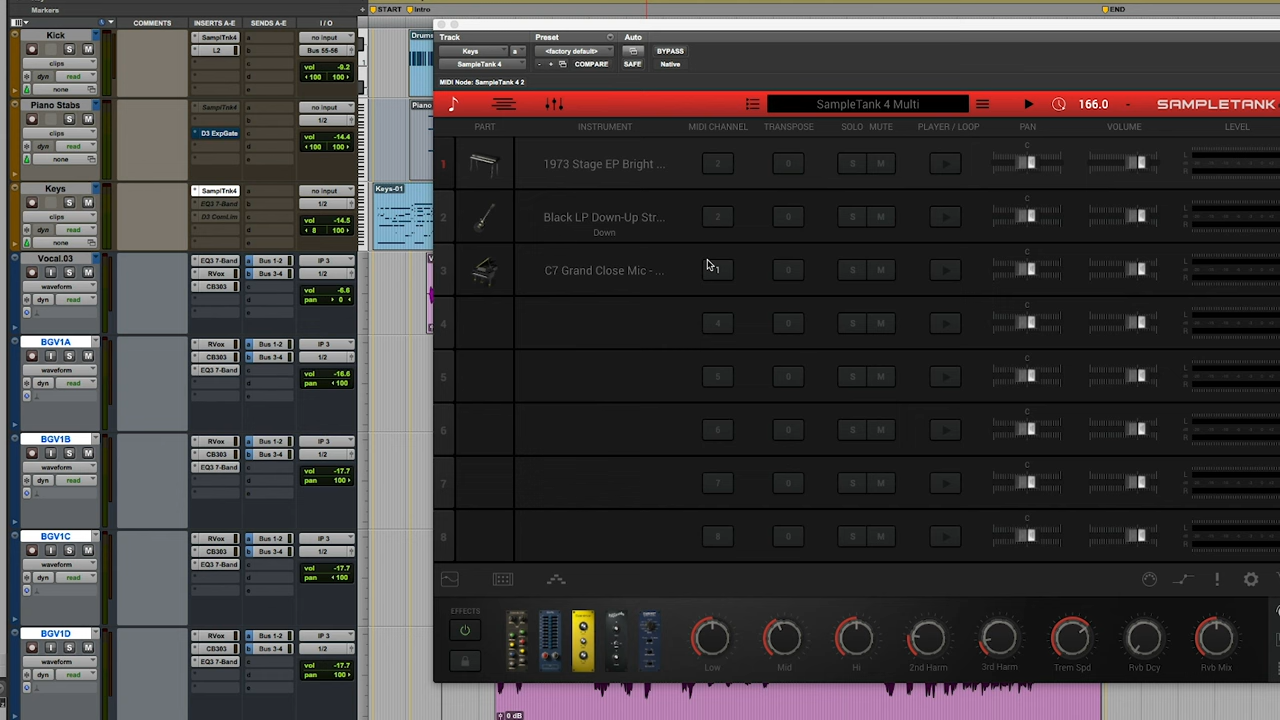 Markers
START
Intro
END
COMMENTS
INSERTS A-E
SENDS A-E
I / O
Kick
S
M
clips
dyn
read
none
SamplTnk4
L2
no input
Bus 55-56
vol -9.2
100 100
Drums
Piano Stabs
S
M
clips
dyn
read
none
SamplTnk4
D3 ExpGate
no input
1/2
vol -14.4
100 100
Piano
Keys
S
M
clips
dyn
read
none
SamplTnk4
EQ3 7-Band
D3 ComLim
no input
1/2
vol -14.5
8 100
Keys-01
Vocal.03
I
S
M
waveform
dyn
read
EQ3 7-Band
RVox
CB303
a Bus 1-2
b Bus 3-4
c
d
e
IP 3
1/2
vol -6.6
pan 0
BGV1A
I
S
M
waveform
dyn
read
RVox
CB303
EQ3 7-Band
a Bus 1-2
b Bus 3-4
c
d
e
IP 3
1/2
vol -16.6
pan 100
BGV1B
I
S
M
waveform
dyn
read
RVox
CB303
EQ3 7-Band
a Bus 1-2
b Bus 3-4
c
d
e
IP 3
1/2
vol -17.7
pan 100
BGV1C
I
S
M
waveform
dyn
read
RVox
CB303
EQ3 7-Band
a Bus 1-2
b Bus 3-4
c
d
e
IP 3
1/2
vol -17.7
pan 100
BGV1D
I
S
M
waveform
dyn
read
RVox
CB303
EQ3 7-Band
a Bus 1-2
b Bus 3-4
c
d
e
IP 3
1/2
vol -17.7
pan 100
Track
Preset
Auto
Keys
a
<factory default>
BYPASS
SampleTank 4
- +
COMPARE
SAFE
Native
MIDI Node: SampleTank 4 2
SampleTank 4 Multi
166.0
SAMPLETANK
PART
INSTRUMENT
MIDI CHANNEL
TRANSPOSE
SOLO
MUTE
PLAYER / LOOP
PAN
VOLUME
LEVEL
1
1973 Stage EP Bright ...
2
0
S
M
C
L
R
2
Black LP Down-Up Str...
Down
2
0
S
M
C
L
R
3
C7 Grand Close Mic - ...
1
0
S
M
C
L
R
4
4
0
S
M
C
L
R
5
5
0
S
M
C
L
R
6
6
0
S
M
C
L
R
7
7
0
S
M
C
L
R
8
8
0
S
M
C
L
R
EFFECTS
Low
Mid
Hi
2nd Harm
3rd Harm
Trem Spd
Rvb Dcy
Rvb Mix
0 dB